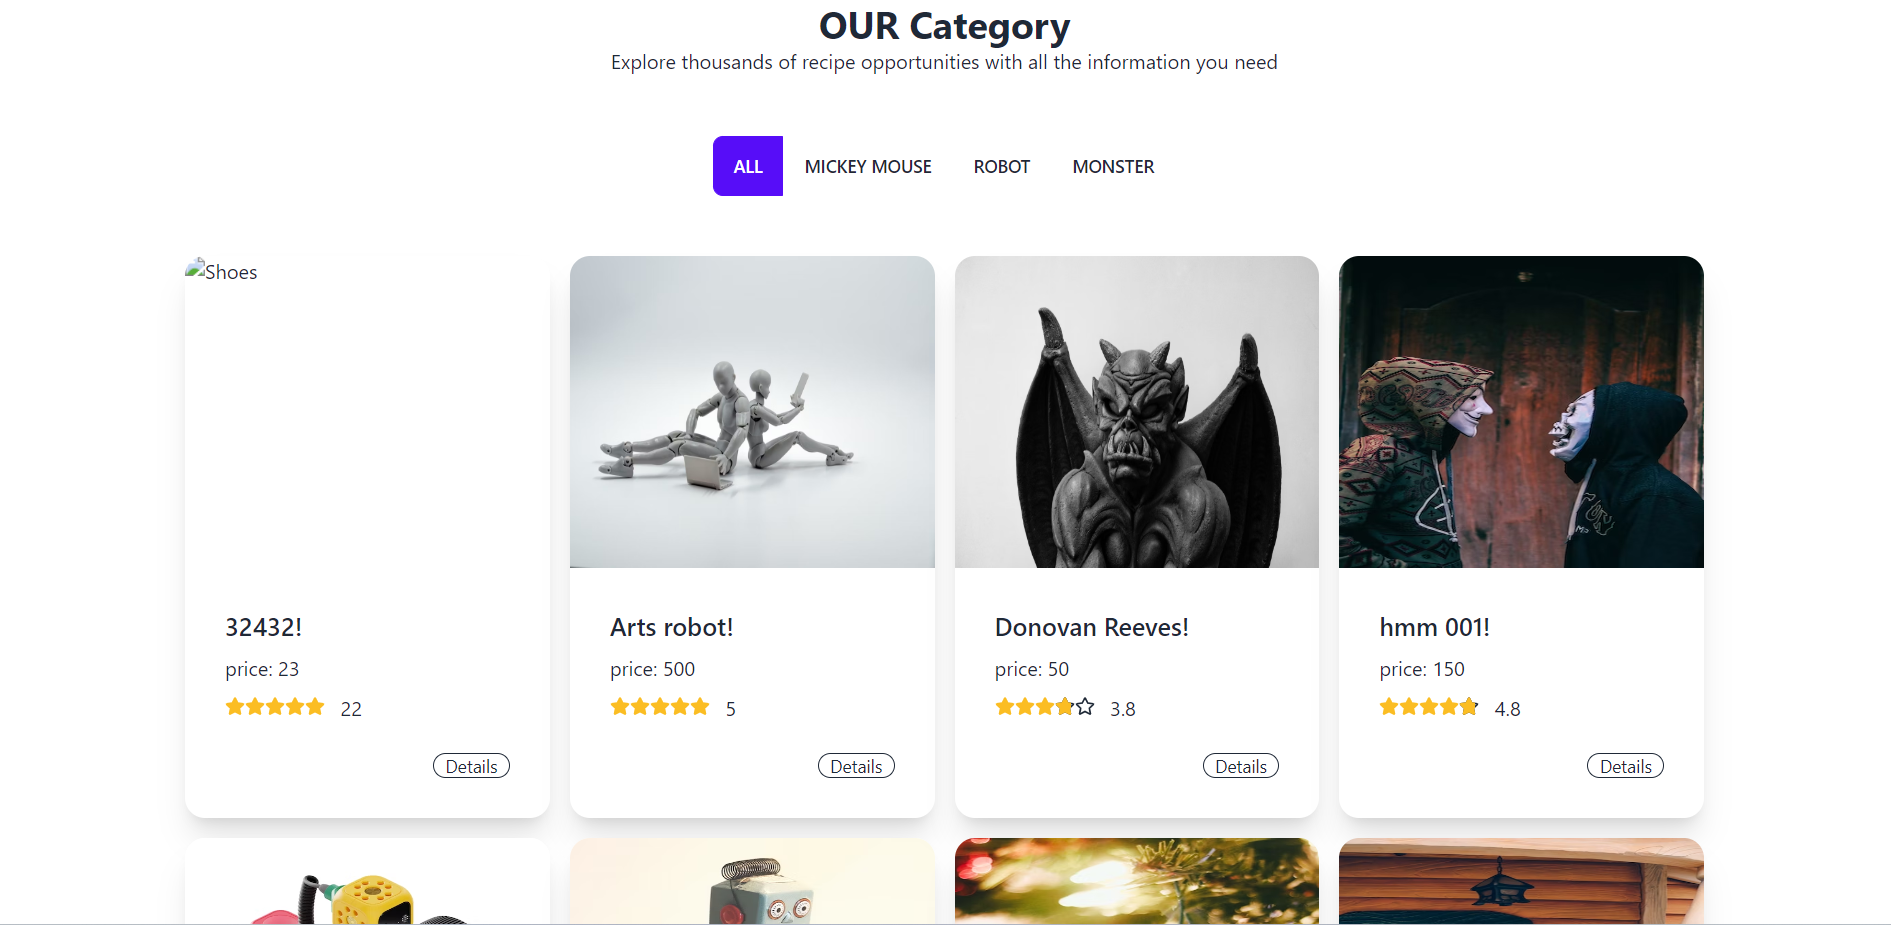 OUR Category
Explore thousands of recipe opportunities with all the information you need
ALL MICKEY MOUSE ROBOT MONSTER
Shoes
32432!
price: 23
22
Details
Arts robot!
price: 500
5
Details
Donovan Reeves!
price: 50
3.8
Details
hmm 001!
price: 150
4.8
Details